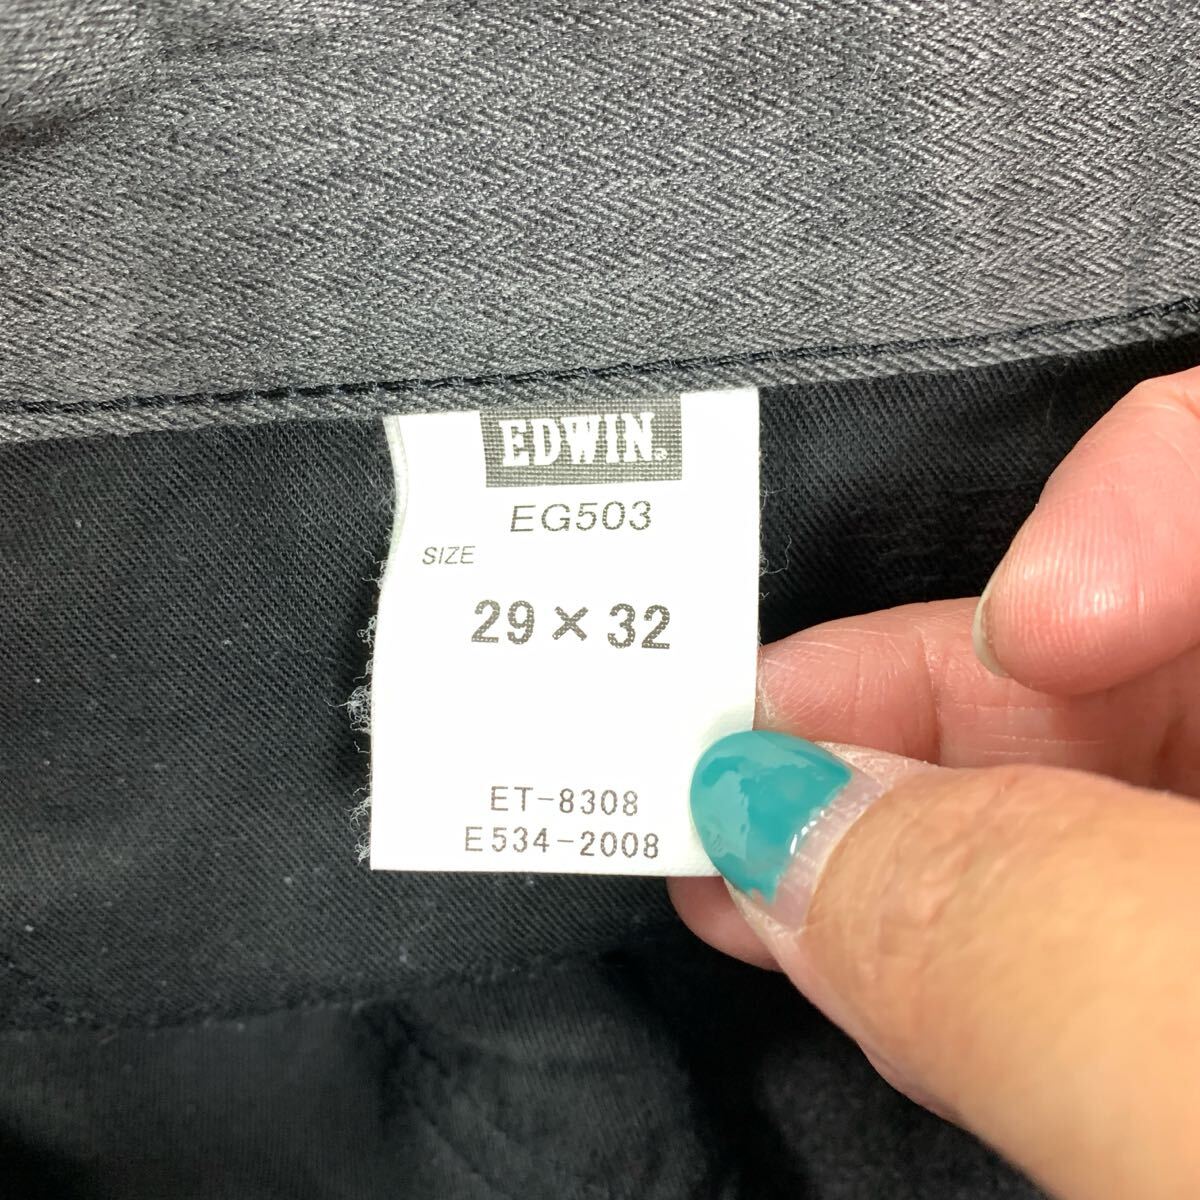 EDWIN®
EG503
SIZE
29 × 32
ET-8308
E534-2008